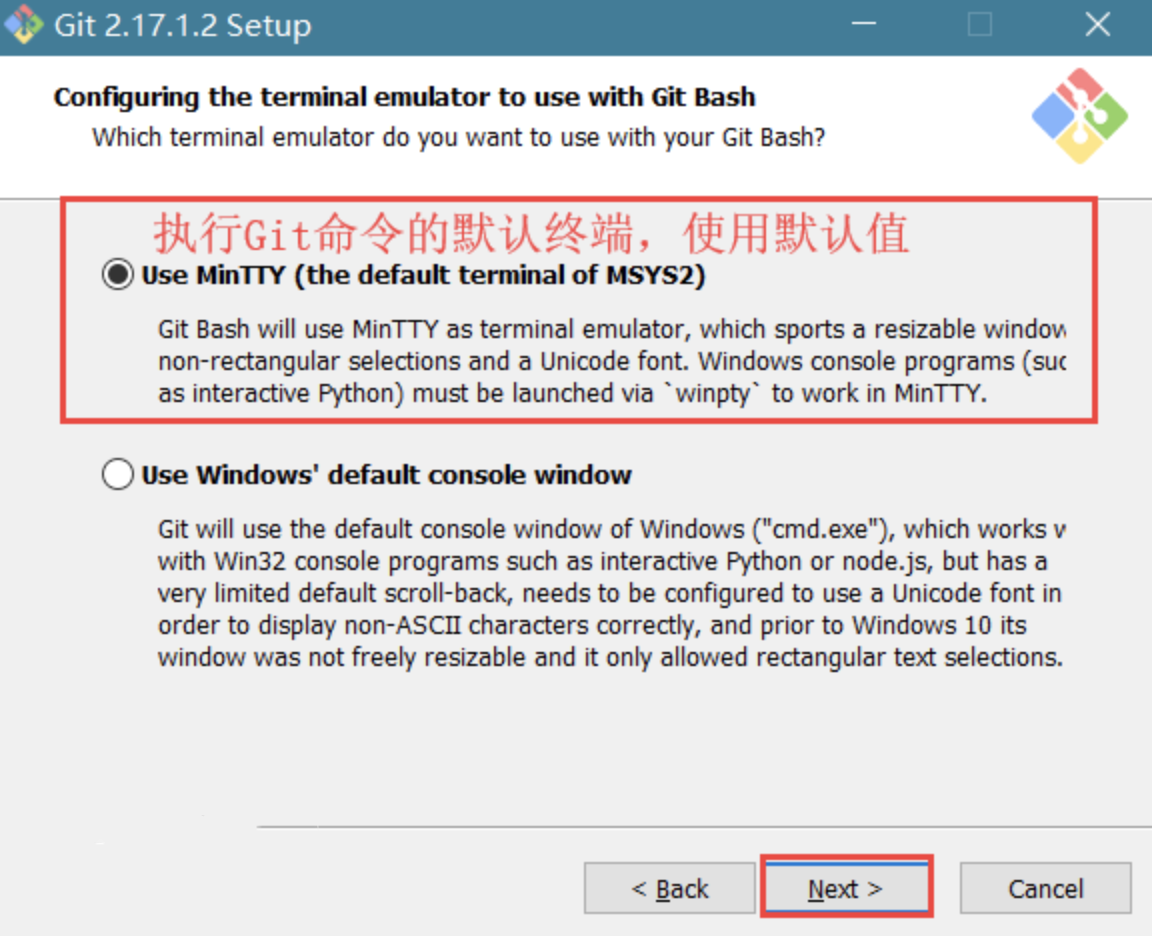 Git 2.17.1.2 Setup
Configuring the terminal emulator to use with Git Bash
Which terminal emulator do you want to use with your Git Bash?
执行Git命令的默认终端，使用默认值
Use MinTTY (the default terminal of MSYS2)
Git Bash will use MinTTY as terminal emulator, which sports a resizable window
non-rectangular selections and a Unicode font. Windows console programs (suc
as interactive Python) must be launched via `winpty` to work in MinTTY.
Use Windows' default console window
Git will use the default console window of Windows ("cmd.exe"), which works w
with Win32 console programs such as interactive Python or node.js, but has a
very limited default scroll-back, needs to be configured to use a Unicode font in
order to display non-ASCII characters correctly, and prior to Windows 10 its
window was not freely resizable and it only allowed rectangular text selections.
< Back
Next >
Cancel